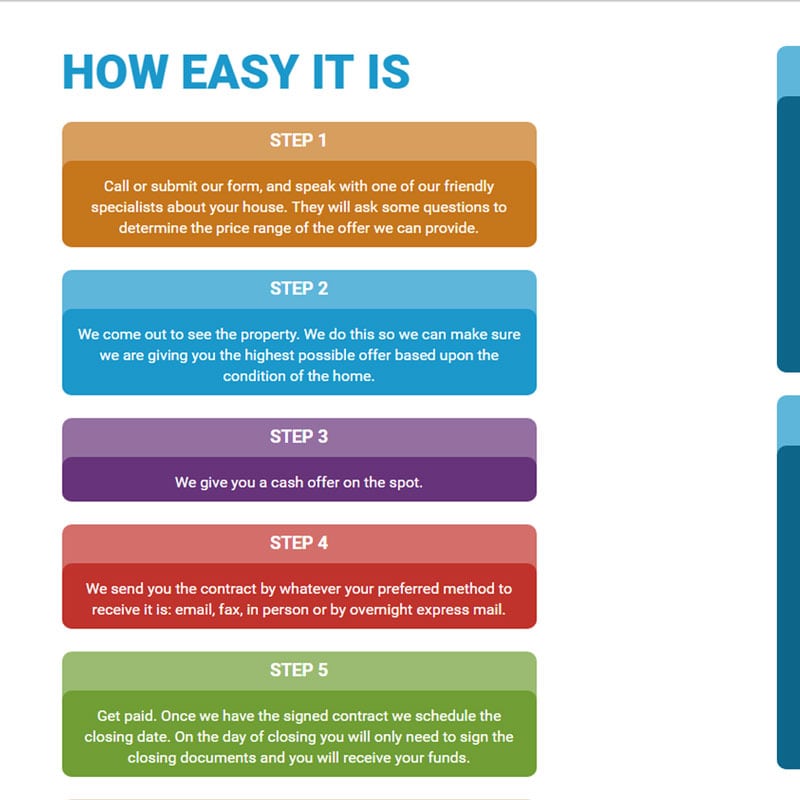 HOW EASY IT IS
STEP 1
Call or submit our form, and speak with one of our friendly
specialists about your house. They will ask some questions to
determine the price range of the offer we can provide.
STEP 2
We come out to see the property. We do this so we can make sure
we are giving you the highest possible offer based upon the
condition of the home.
STEP 3
We give you a cash offer on the spot.
STEP 4
We send you the contract by whatever your preferred method to
receive it is: email, fax, in person or by overnight express mail.
STEP 5
Get paid. Once we have the signed contract we schedule the
closing date. On the day of closing you will only need to sign the
closing documents and you will receive your funds.